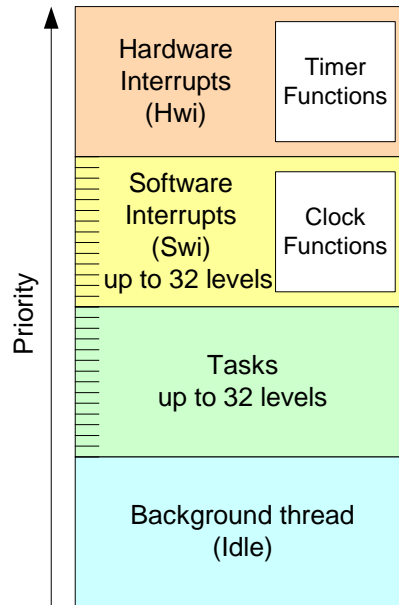 Priority
Hardware
Interrupts
(Hwi)
Timer
Functions
Software
Interrupts
(Swi)
up to 32 levels
Clock
Functions
Tasks
up to 32 levels
Background thread
(Idle)